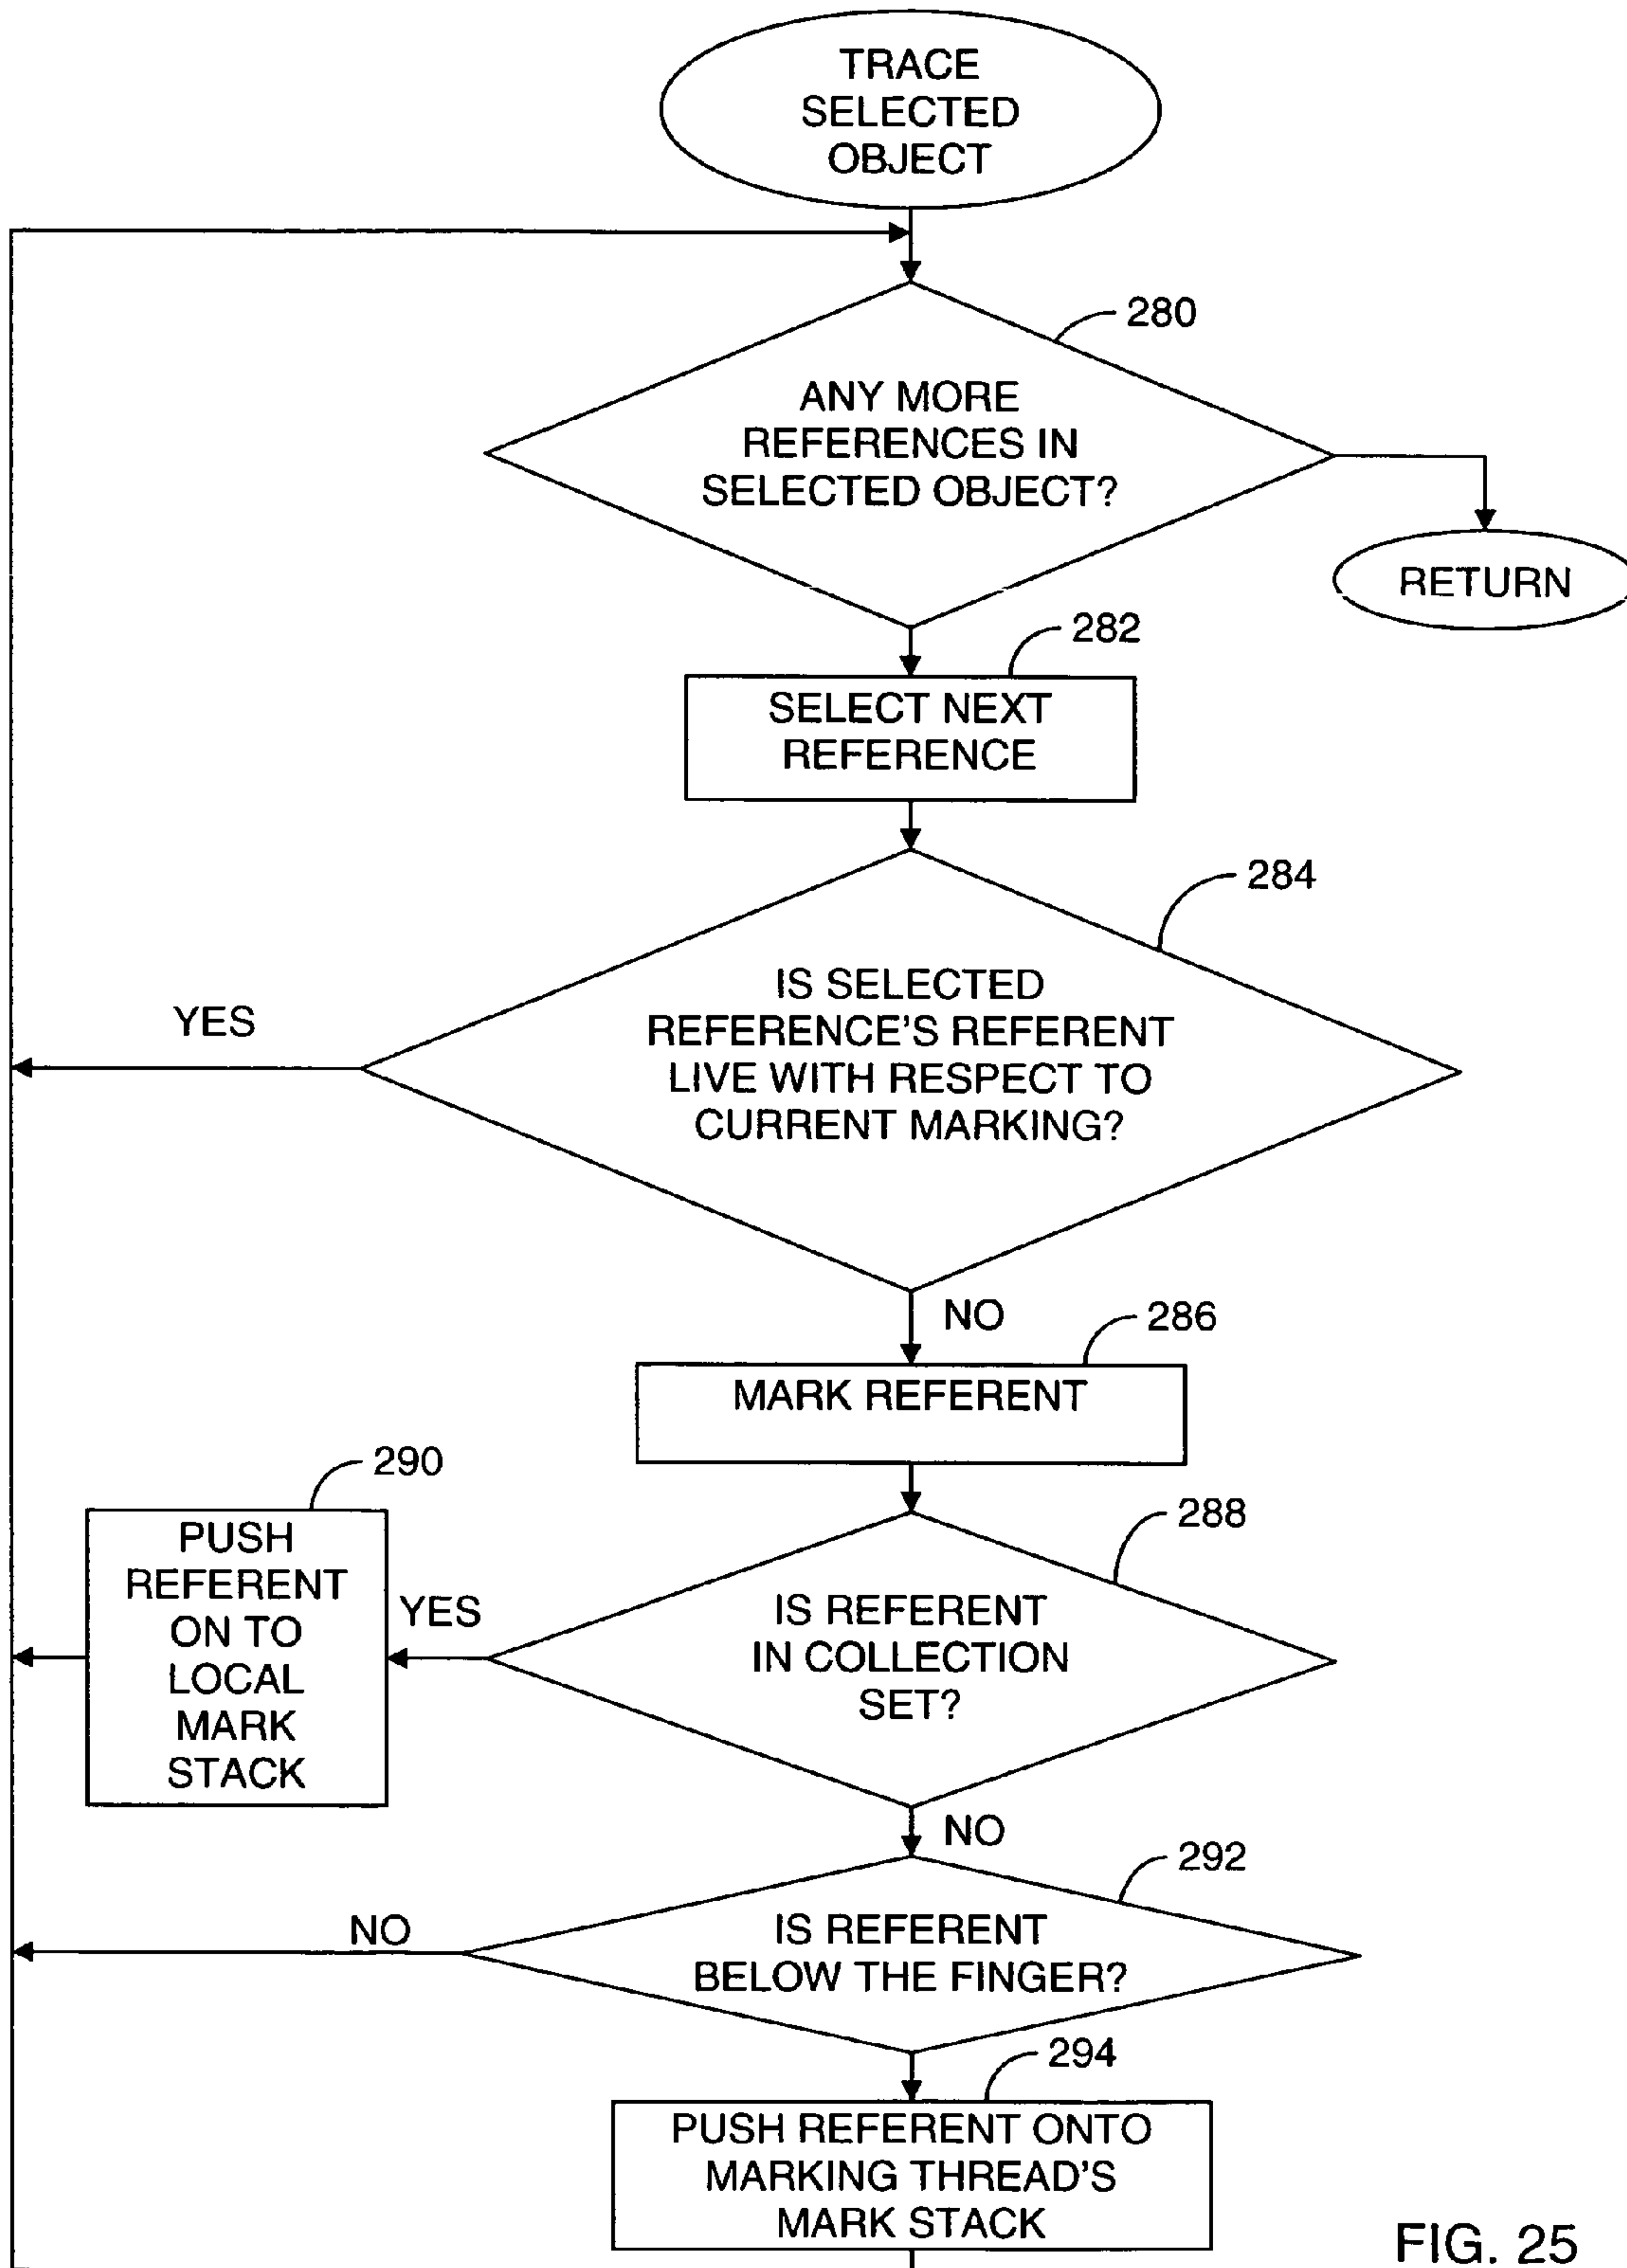 TRACE
SELECTED
OBJECT
280
ANY MORE
REFERENCES IN
SELECTED OBJECT?
RETURN
282
SELECT NEXT
REFERENCE
284
IS SELECTED
REFERENCE'S REFERENT
LIVE WITH RESPECT TO
CURRENT MARKING?
YES
NO
286
MARK REFERENT
290
PUSH
REFERENT
ON TO
LOCAL
MARK
STACK
YES
288
IS REFERENT
IN COLLECTION
SET?
NO
292
IS REFERENT
BELOW THE FINGER?
NO
294
PUSH REFERENT ONTO
MARKING THREAD'S
MARK STACK
FIG. 25